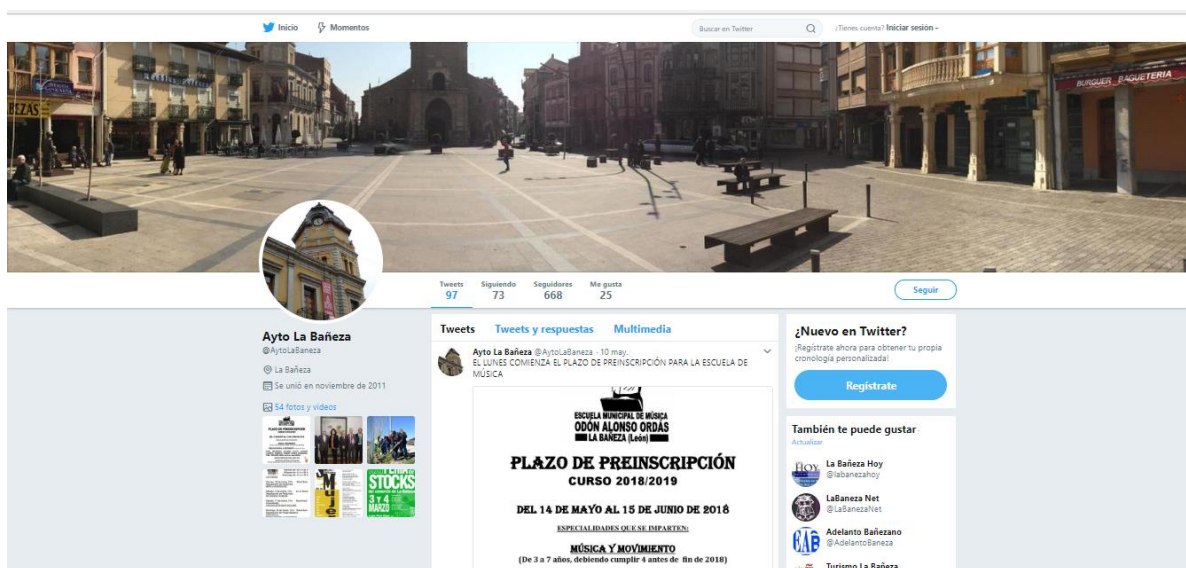 Inicio
Momentos
Buscar en Twitter
¿Tienes cuenta? Iniciar sesión
BEZAS
BURGUER BAGUETERIA
Tweets
97
Siguiendo
73
Seguidores
668
Me gusta
25
Seguir
Ayto La Bañeza
@AytoLaBaneza
La Bañeza
Se unió en noviembre de 2011
54 fotos y vídeos
STOCKS
3 Y 4
MARZO
Tweets
Tweets y respuestas
Multimedia
Ayto La Bañeza @AytoLaBaneza · 10 may.
EL LUNES COMIENZA EL PLAZO DE PREINSCRIPCIÓN PARA LA ESCUELA DE
MÚSICA
ESCUELA MUNICIPAL DE MÚSICA
ODÓN ALONSO ORDÁS
LA BAÑEZA (León)
PLAZO DE PREINSCRIPCIÓN
CURSO 2018/2019
DEL 14 DE MAYO AL 15 DE JUNIO DE 2018
ESPECIALIDADES QUE SE IMPARTEN:
MÚSICA Y MOVIMIENTO
(De 3 a 7 años, debiendo cumplir 4 antes de fin de 2018)
¿Nuevo en Twitter?
¡Regístrate ahora para obtener tu propia
cronología personalizada!
Regístrate
También te puede gustar ·
Actualizar
La Bañeza Hoy
@labanezahoy
LaBaneza Net
@LaBanezaNet
Adelanto Bañezano
@AdelantoBaneza
Turismo La Bañeza